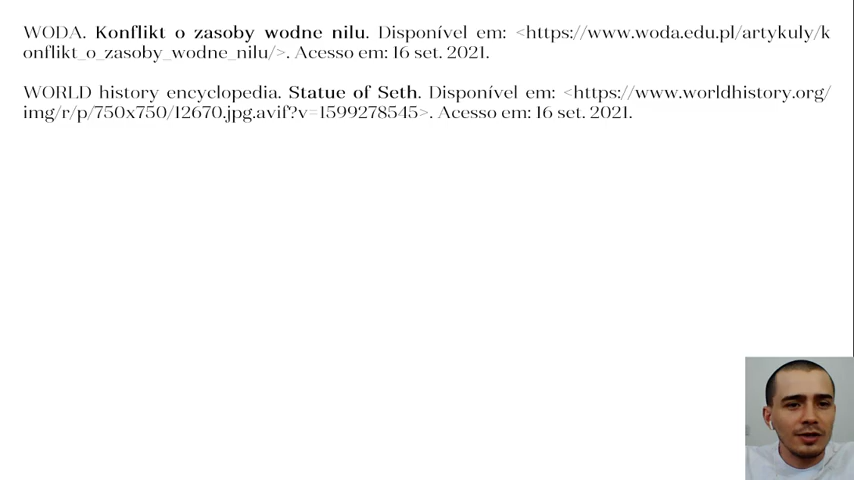 WODA. Konflikt o zasoby wodne nilu. Disponível em: <https://www.woda.edu.pl/artykuly/k
onflikt_o_zasoby_wodne_nilu/>. Acesso em: 16 set. 2021.
WORLD history encyclopedia. Statue of Seth. Disponível em: <https://www.worldhistory.org/
img/r/p/750x750/12670.jpg.avif?v=1599278545>. Acesso em: 16 set. 2021.